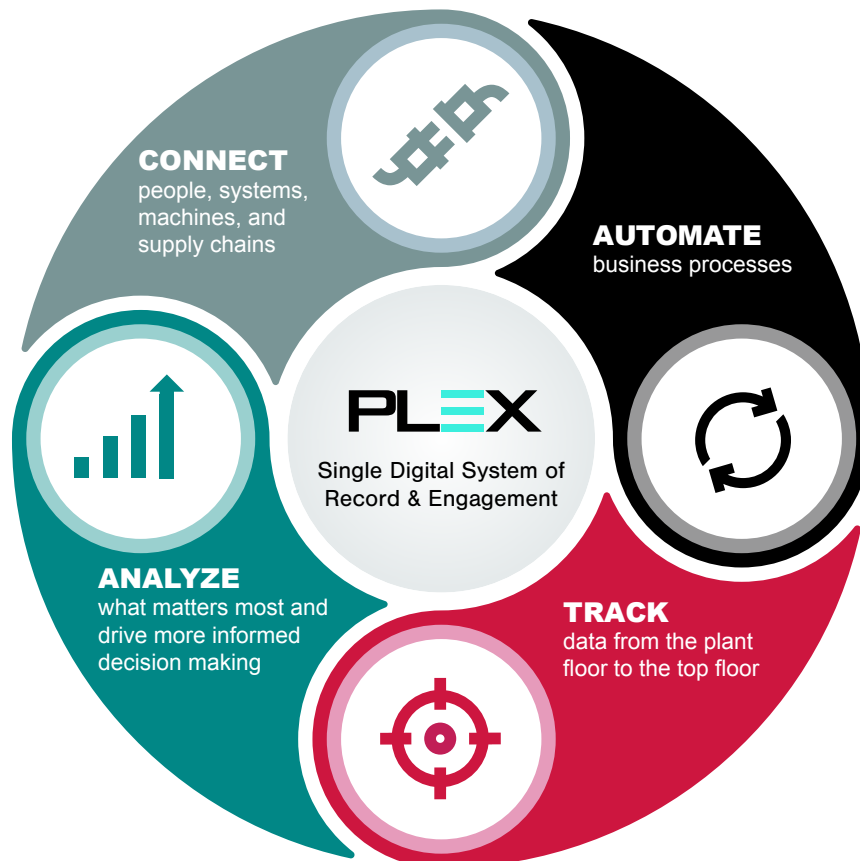 CONNECT
people, systems,
machines, and
supply chains
AUTOMATE
business processes
PLEX
Single Digital System of
Record & Engagement
ANALYZE
what matters most and
drive more informed
decision making
TRACK
data from the plant
floor to the top floor